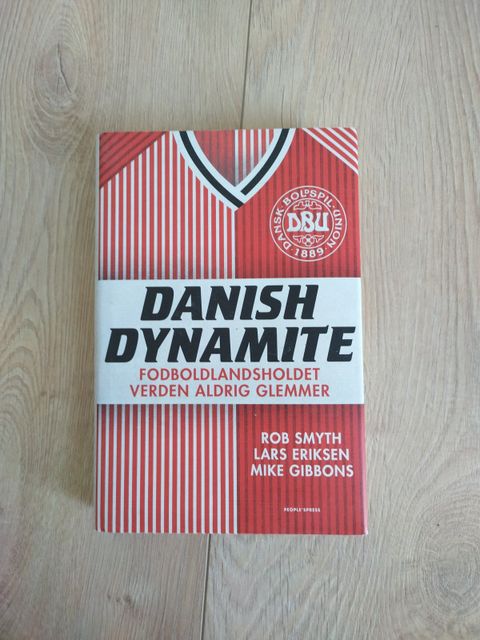 DANSK·BOLDSPIL·UNION
DBU
·1889·
DANISH
DYNAMITE
FODBOLDLANDSHOLDET
VERDEN ALDRIG GLEMMER
ROB SMYTH
LARS ERIKSEN
MIKE GIBBONS
PEOPLE'SPRESS